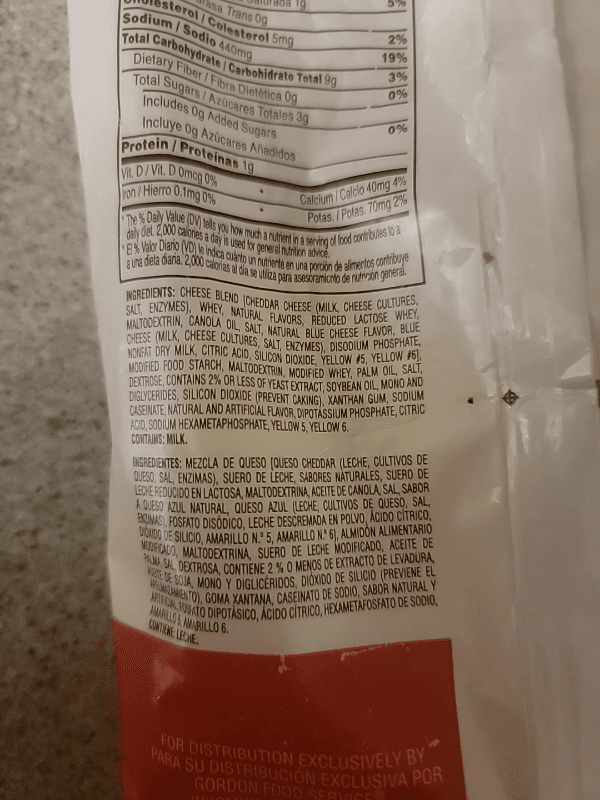 urada 1g
5%
rasa Trans 0g
olesterol / Colesterol 5mg
2%
Sodium / Sodio 440mg
19%
Total Carbohydrate / Carbohidrato Total 9g
3%
Dietary Fiber / Fibra Dietética 0g
0%
Total Sugars / Azúcares Totales 3g
Includes 0g Added Sugars
0%
Incluye 0g Azúcares Añadidos
Protein / Proteínas 1g
Vit. D / Vit. D 0mcg 0% • Calcium / Calcio 40mg 4%
Iron / Hierro 0.1mg 0% • Potas. / Potas. 70mg 2%
* The % Daily Value (DV) tells you how much a nutrient in a serving of food contributes to a
daily diet. 2,000 calories a day is used for general nutrition advice.
* El % Valor Diario (VD) le indica cuánto un nutriente en una porción de alimentos contribuye
a una dieta diaria. 2,000 calorías al día se utiliza para asesoramiento de nutrición general.
INGREDIENTS: CHEESE BLEND [CHEDDAR CHEESE (MILK, CHEESE CULTURES,
SALT, ENZYMES), WHEY, NATURAL FLAVORS, REDUCED LACTOSE WHEY,
MALTODEXTRIN, CANOLA OIL, SALT, NATURAL BLUE CHEESE FLAVOR, BLUE
CHEESE (MILK, CHEESE CULTURES, SALT, ENZYMES), DISODIUM PHOSPHATE,
NONFAT DRY MILK, CITRIC ACID, SILICON DIOXIDE, YELLOW #5, YELLOW #6],
MODIFIED FOOD STARCH, MALTODEXTRIN, MODIFIED WHEY, PALM OIL, SALT,
DEXTROSE, CONTAINS 2% OR LESS OF YEAST EXTRACT, SOYBEAN OIL, MONO AND
DIGLYCERIDES, SILICON DIOXIDE (PREVENT CAKING), XANTHAN GUM, SODIUM
CASEINATE, NATURAL AND ARTIFICIAL FLAVOR, DIPOTASSIUM PHOSPHATE, CITRIC
ACID, SODIUM HEXAMETAPHOSPHATE, YELLOW 5, YELLOW 6.
CONTAINS: MILK.
INGREDIENTES: MEZCLA DE QUESO [QUESO CHEDDAR (LECHE, CULTIVOS DE
QUESO, SAL, ENZIMAS), SUERO DE LECHE, SABORES NATURALES, SUERO DE
LECHE REDUCIDO EN LACTOSA, MALTODEXTRINA, ACEITE DE CANOLA, SAL, SABOR
A QUESO AZUL NATURAL, QUESO AZUL (LECHE, CULTIVOS DE QUESO, SAL,
ENZIMAS), FOSFATO DISÓDICO, LECHE DESCREMADA EN POLVO, ÁCIDO CÍTRICO,
DIÓXIDO DE SILICIO, AMARILLO N.º 5, AMARILLO N.º 6], ALMIDÓN ALIMENTARIO
MODIFICADO, MALTODEXTRINA, SUERO DE LECHE MODIFICADO, ACEITE DE
PALMA, SAL, DEXTROSA, CONTIENE 2 % O MENOS DE EXTRACTO DE LEVADURA,
ACEITE DE SOJA, MONO Y DIGLICÉRIDOS, DIÓXIDO DE SILICIO (PREVIENE EL
APELMAZAMIENTO), GOMA XANTANA, CASEINATO DE SODIO, SABOR NATURAL Y
ARTIFICIAL, FOSFATO DIPOTÁSICO, ÁCIDO CÍTRICO, HEXAMETAFOSFATO DE SODIO,
AMARILLO 5, AMARILLO 6.
CONTIENE: LECHE.
FOR DISTRIBUTION EXCLUSIVELY BY
PARA SU DISTRIBUCIÓN EXCLUSIVA POR
GORDON FOOD SERVICE®